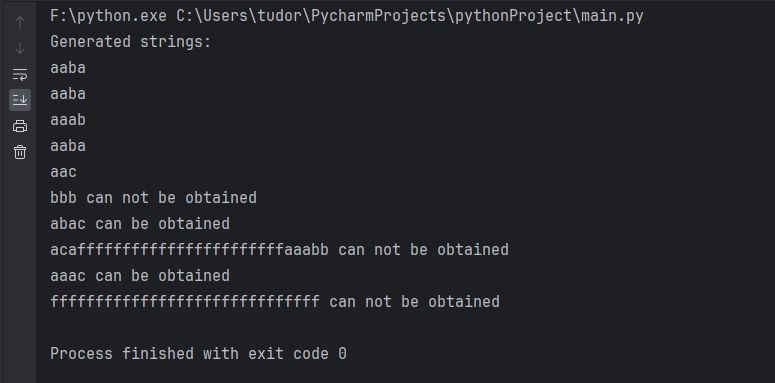 F:\python.exe C:\Users\tudor\PycharmProjects\pythonProject\main.py
Generated strings:
aaba
aaba
aaab
aaba
aac
bbb can not be obtained
abac can be obtained
acafffffffffffffffffffffffaaabb can not be obtained
aaac can be obtained
ffffffffffffffffffffffffffffff can not be obtained
Process finished with exit code 0